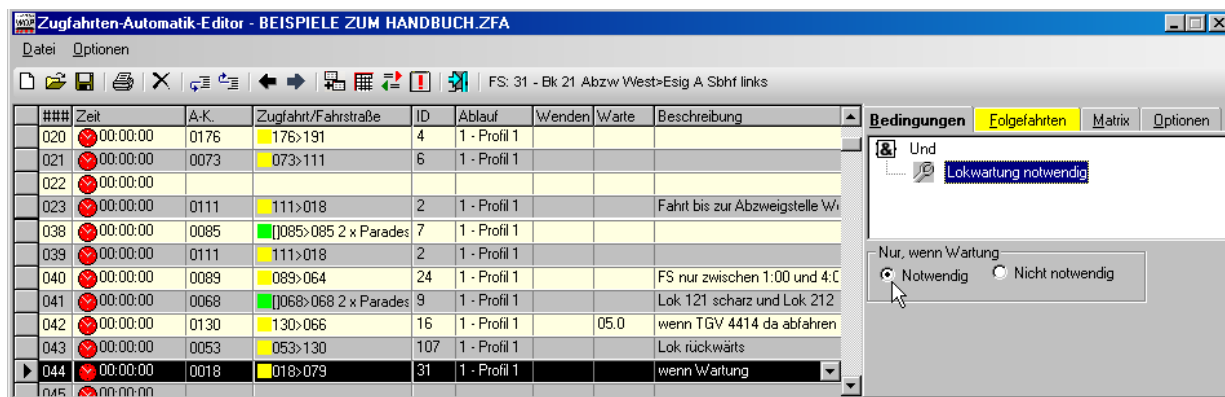 Zugfahrten-Automatik-Editor - BEISPIELE ZUM HANDBUCH.ZFA
Datei Optionen
FS: 31 - Bk 21 Abzw West>Esig A Sbhf links
### Zeit A-K. Zugfahrt/Fahrstraße ID Ablauf Wenden Warte Beschreibung
020 00:00:00 0176 176>191 4 1 - Profil 1
021 00:00:00 0073 073>111 6 1 - Profil 1
022 00:00:00
023 00:00:00 0111 111>018 2 1 - Profil 1 Fahrt bis zur Abzweigstelle
038 00:00:00 0085 []085>085 2 x Parades 7 1 - Profil 1
039 00:00:00 0111 111>018 2 1 - Profil 1
040 00:00:00 0089 089>064 24 1 - Profil 1 FS nur zwischen 1:00 und
041 00:00:00 0068 []068>068 2 x Parades 9 1 - Profil 1 Lok 121 scharz und Lok 212
042 00:00:00 0130 130>066 16 1 - Profil 1 05.0 wenn TGV 4414 da abfahren
043 00:00:00 0053 053>130 107 1 - Profil 1 Lok rückwärts
044 00:00:00 0018 018>079 31 1 - Profil 1 wenn Wartung
045 00:00:00
Bedingungen Folgefahrten Matrix Optionen
& Und
Lokwartung notwendig
Nur, wenn Wartung
Notwendig Nicht notwendig